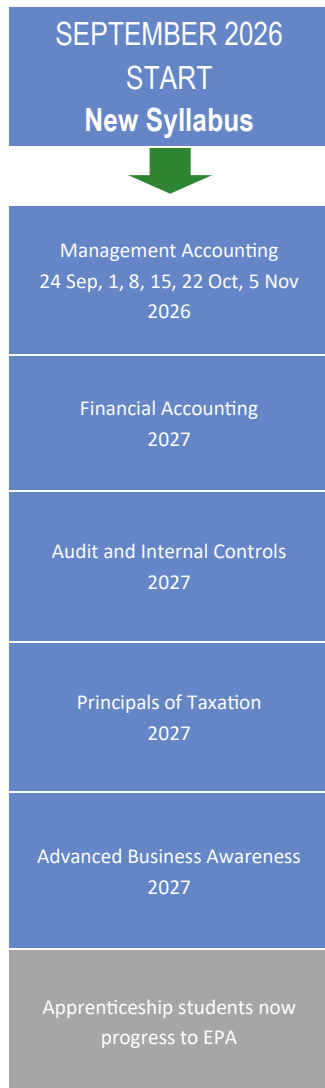 SEPTEMBER 2026
START
New Syllabus
Management Accounting
24 Sep, 1, 8, 15, 22 Oct, 5 Nov
2026
Financial Accounting
2027
Audit and Internal Controls
2027
Principals of Taxation
2027
Advanced Business Awareness
2027
Apprenticeship students now
progress to EPA